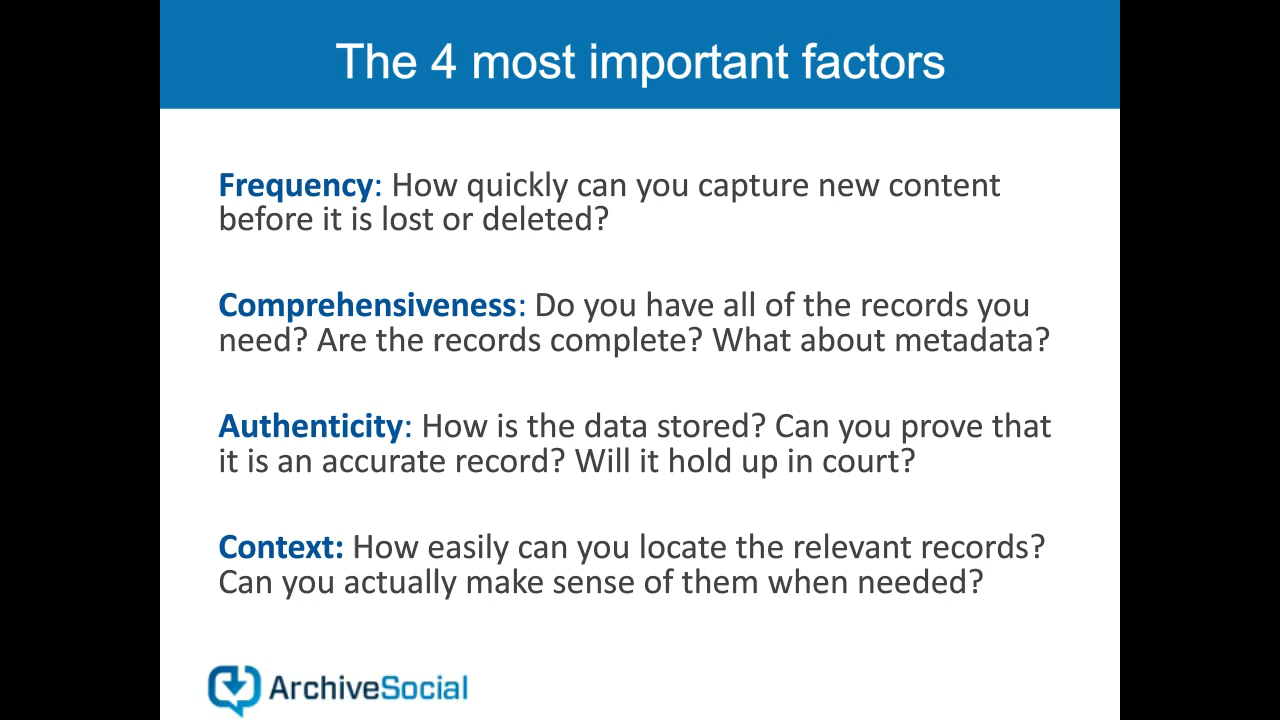 The 4 most important factors
Frequency: How quickly can you capture new content
before it is lost or deleted?
Comprehensiveness: Do you have all of the records you
need? Are the records complete? What about metadata?
Authenticity: How is the data stored? Can you prove that
it is an accurate record? Will it hold up in court?
Context: How easily can you locate the relevant records?
Can you actually make sense of them when needed?
ArchiveSocial